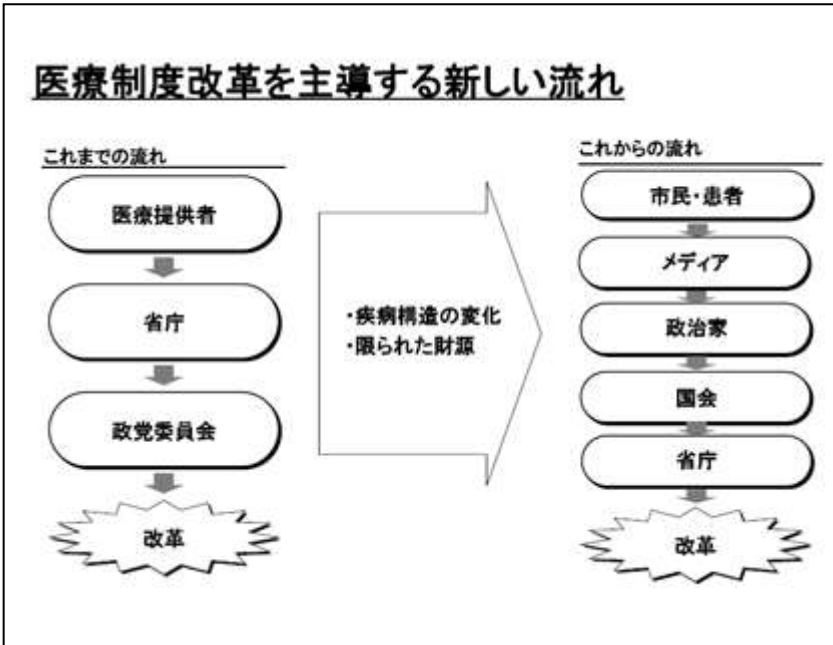 医療制度改革を主導する新しい流れ
これまでの流れ
医療提供者
省庁
政党委員会
改革
・疾病構造の変化
・限られた財源
これからの流れ
市民・患者
メディア
政治家
国会
省庁
改革